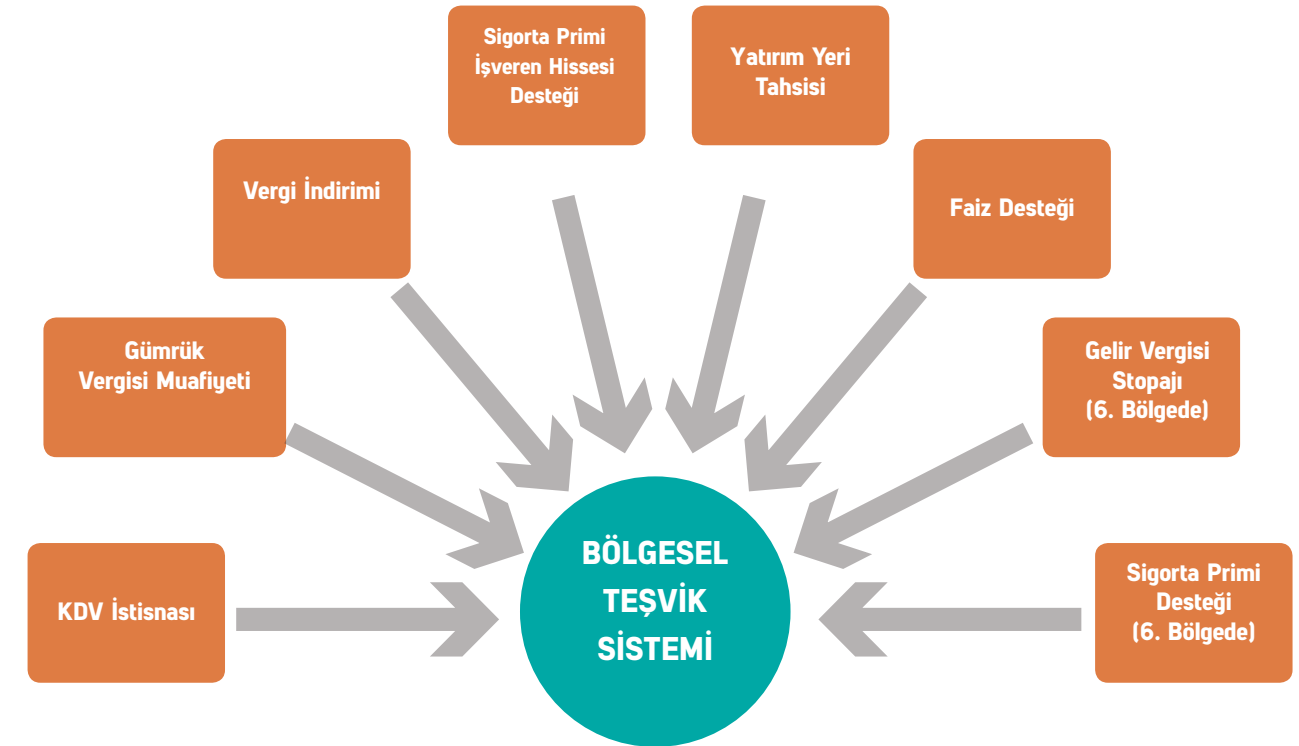 Sigorta Primi
İşveren Hissesi
Desteği
Yatırım Yeri
Tahsisi
Vergi İndirimi
Faiz Desteği
Gümrük
Vergisi Muafiyeti
Gelir Vergisi
Stopajı
(6. Bölgede)
KDV İstisnası
BÖLGESEL
TEŞVİK
SİSTEMİ
Sigorta Primi
Desteği
(6. Bölgede)